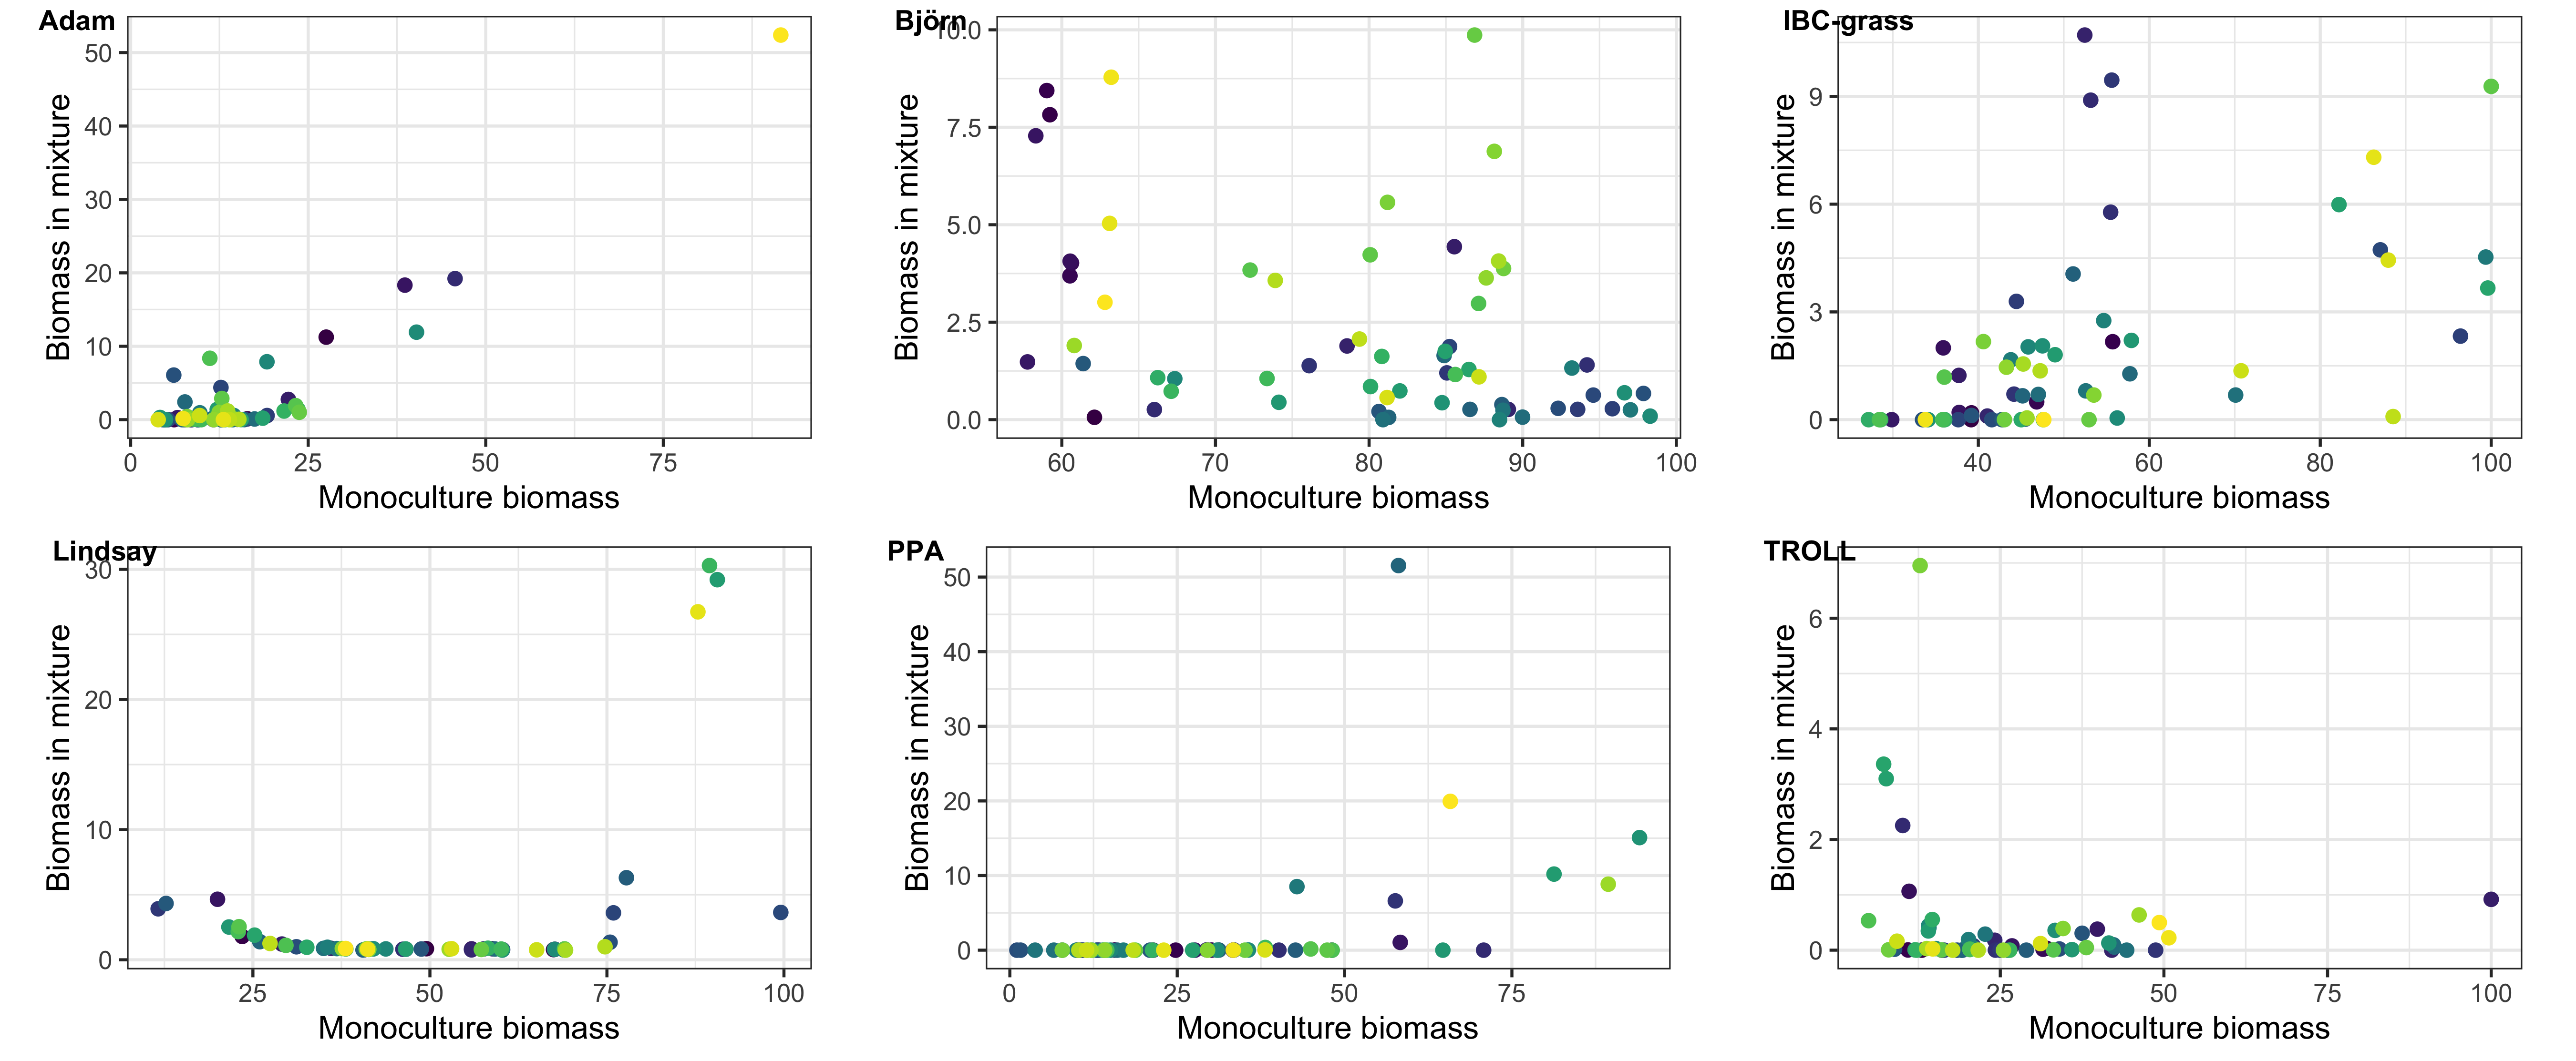 Adam
Biomass in mixture
50
40
30
20
10
0
0 25 50 75
Monoculture biomass
Björn
Biomass in mixture
10.0
7.5
5.0
2.5
0.0
60 70 80 90 100
Monoculture biomass
IBC-grass
Biomass in mixture
9
6
3
0
40 60 80 100
Monoculture biomass
Lindsay
Biomass in mixture
30
20
10
0
25 50 75 100
Monoculture biomass
PPA
Biomass in mixture
50
40
30
20
10
0
0 25 50 75
Monoculture biomass
TROLL
Biomass in mixture
6
4
2
0
25 50 75 100
Monoculture biomass